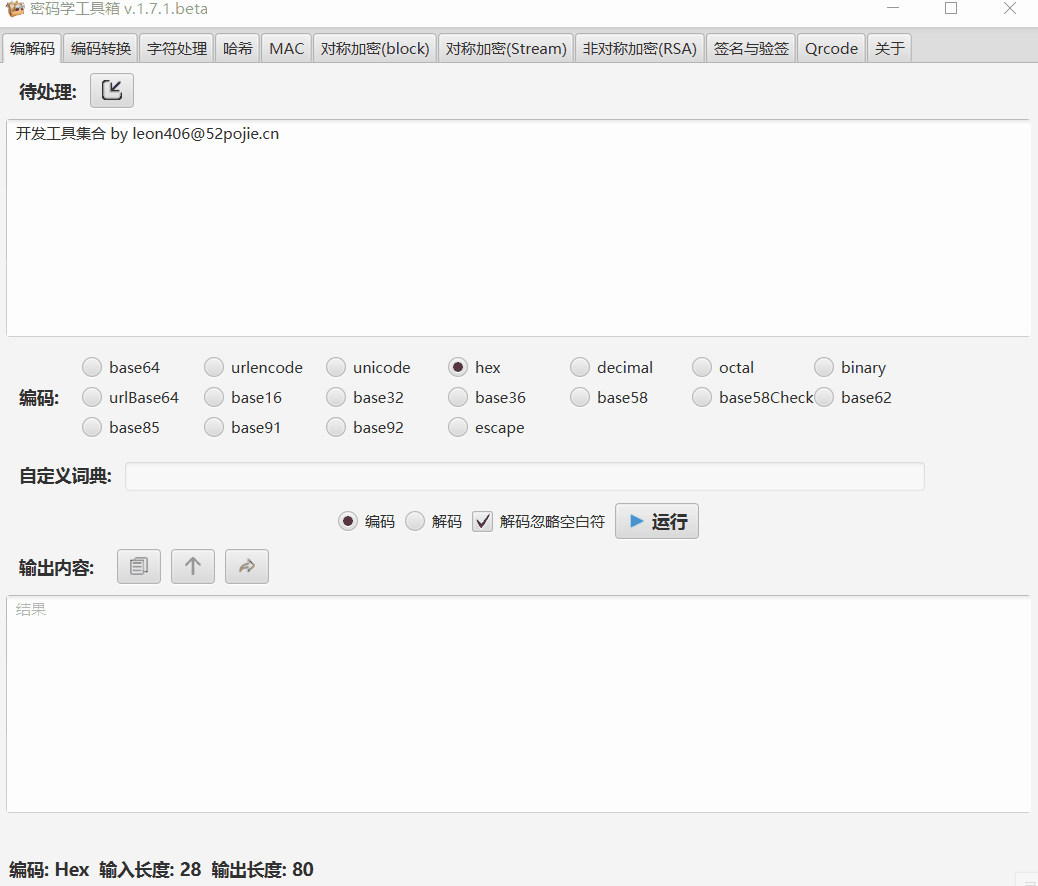 密码学工具箱 v.1.7.1.beta
编解码 编码转换 字符处理 哈希 MAC 对称加密(block) 对称加密(Stream) 非对称加密(RSA) 签名与验签 Qrcode 关于
待处理:
开发工具集合 by leon406@52pojie.cn
base64 urlencode unicode hex decimal octal binary
编码: urlBase64 base16 base32 base36 base58 base58Check base62
base85 base91 base92 escape
自定义词典:
编码 解码 解码忽略空白符 运行
输出内容:
结果
编码: Hex 输入长度: 28 输出长度: 80